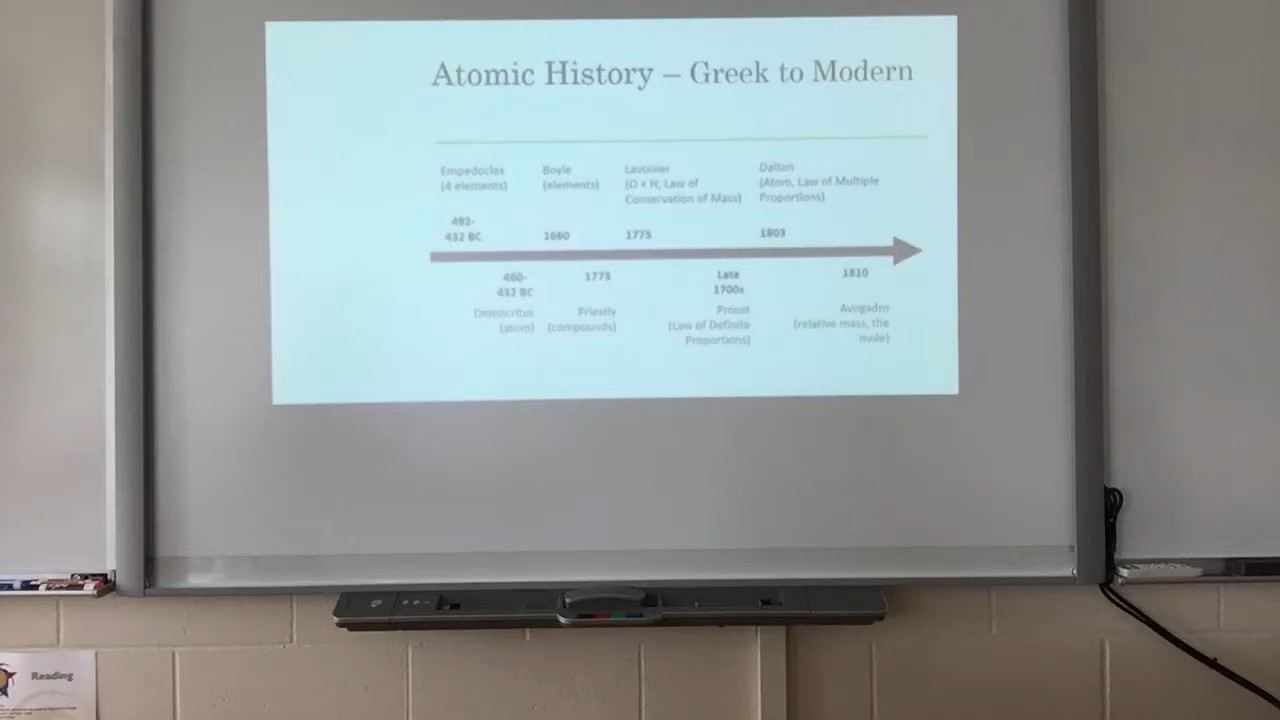 Atomic History – Greek to Modern
Empedocles
(4 elements)
Boyle
(elements)
Lavoisier
(O + H; Law of
Conservation of Mass)
Dalton
(Atom, Law of Multiple
Proportions)
492-
432 BC
1660
1775
1803
460-
432 BC
1773
Late
1700s
1810
Democritus
(atom)
Priestly
(compounds)
Proust
(Law of Definite
Proportions)
Avogadro
(relative mass, the
mole)
Reading